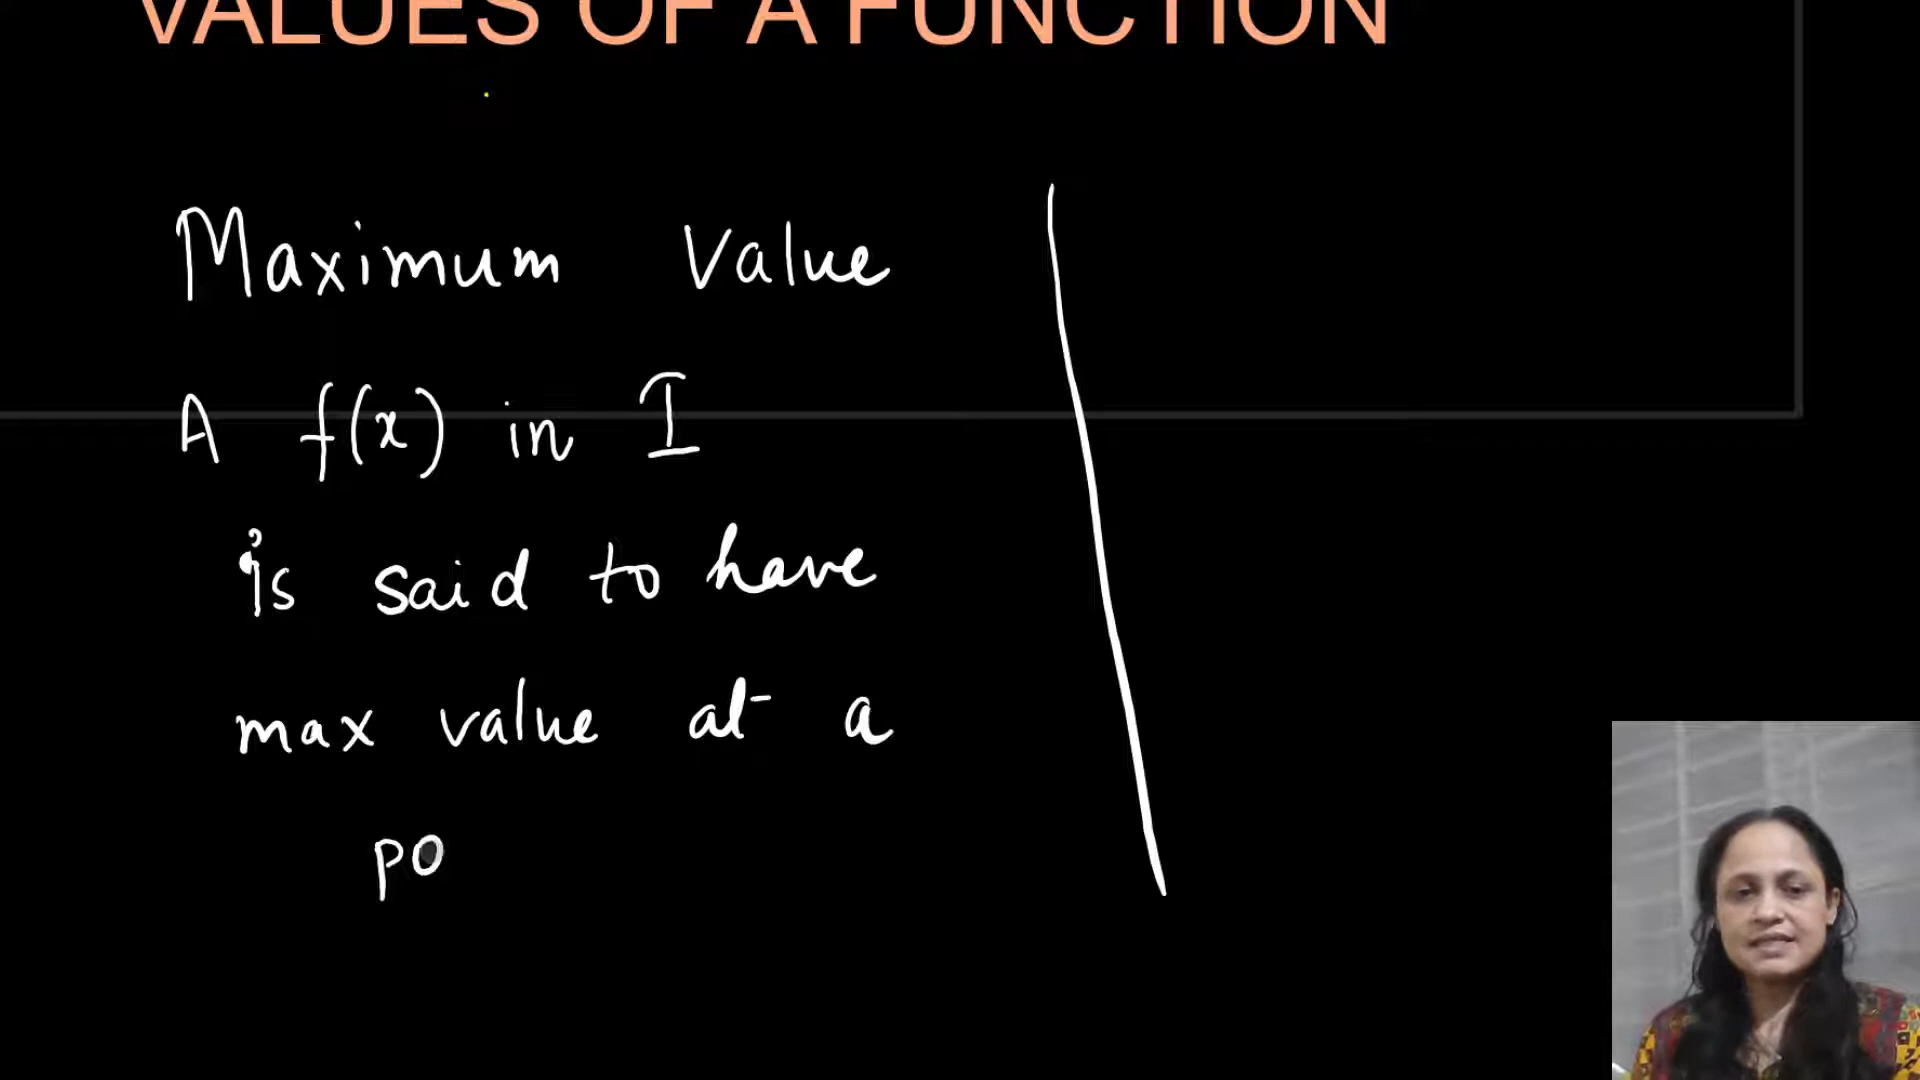 VALUES OF A FUNCTION
Maximum Value
A f(x) in I
is said to have
max value at a
po